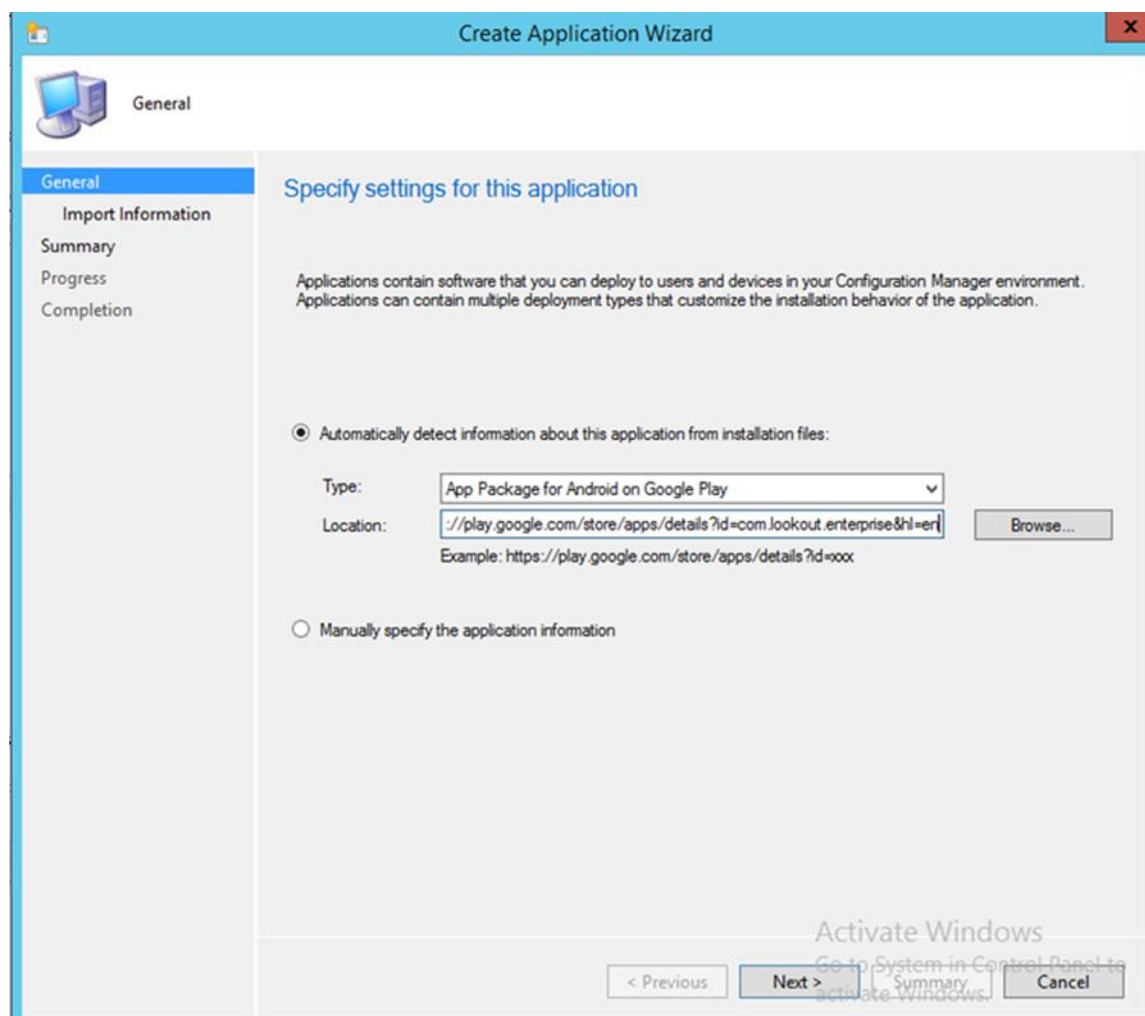 Create Application Wizard
x
General
General
Import Information
Summary
Progress
Completion
Specify settings for this application
Applications contain software that you can deploy to users and devices in your Configuration Manager environment.
Applications can contain multiple deployment types that customize the installation behavior of the application.
Automatically detect information about this application from installation files:
Type:
App Package for Android on Google Play
Location:
://play.google.com/store/apps/details?id=com.lookout.enterprise&hl=en
Browse...
Example: https://play.google.com/store/apps/details?id=xxx
Manually specify the application information
Activate Windows
Go to System in Control Panel to
activate Windows.
< Previous
Next >
Summary
Cancel